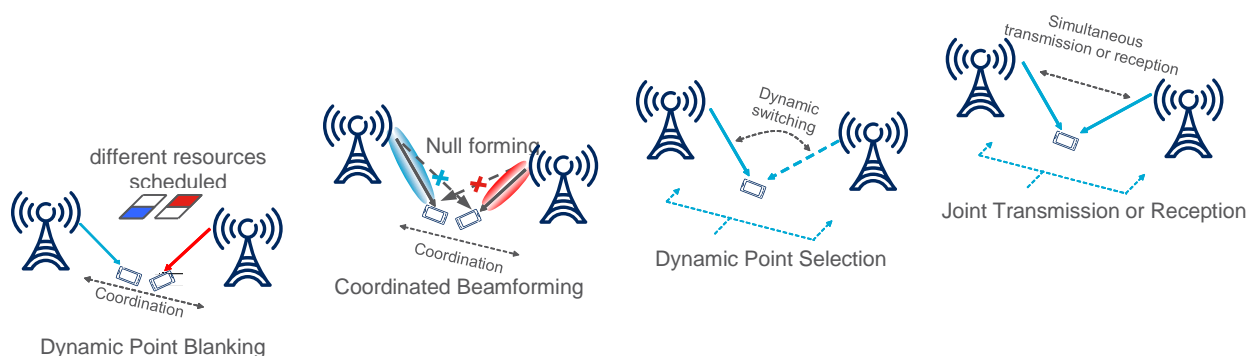 different resources
scheduled
Coordination
Dynamic Point Blanking
Null forming
Coordination
Coordinated Beamforming
Dynamic
switching
Dynamic Point Selection
Simultaneous
transmission or reception
Joint Transmission or Reception